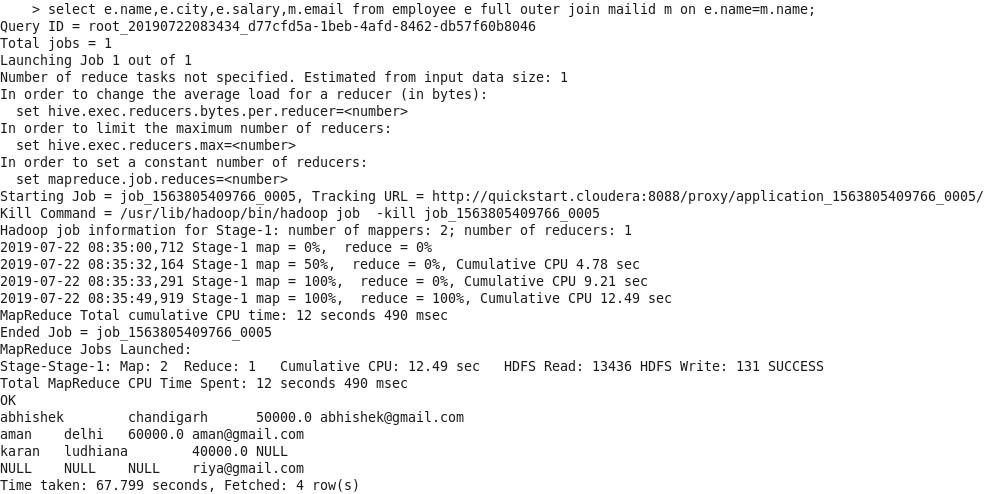 > select e.name,e.city,e.salary,m.email from employee e full outer join mailid m on e.name=m.name;
Query ID = root_20190722083434_d77cfd5a-1beb-4afd-8462-db57f60b8046
Total jobs = 1
Launching Job 1 out of 1
Number of reduce tasks not specified. Estimated from input data size: 1
In order to change the average load for a reducer (in bytes):
  set hive.exec.reducers.bytes.per.reducer=<number>
In order to limit the maximum number of reducers:
  set hive.exec.reducers.max=<number>
In order to set a constant number of reducers:
  set mapreduce.job.reduces=<number>
Starting Job = job_1563805409766_0005, Tracking URL = http://quickstart.cloudera:8088/proxy/application_1563805409766_0005/
Kill Command = /usr/lib/hadoop/bin/hadoop job  -kill job_1563805409766_0005
Hadoop job information for Stage-1: number of mappers: 2; number of reducers: 1
2019-07-22 08:35:00,712 Stage-1 map = 0%,  reduce = 0%
2019-07-22 08:35:32,164 Stage-1 map = 50%,  reduce = 0%, Cumulative CPU 4.78 sec
2019-07-22 08:35:33,291 Stage-1 map = 100%,  reduce = 0%, Cumulative CPU 9.21 sec
2019-07-22 08:35:49,919 Stage-1 map = 100%,  reduce = 100%, Cumulative CPU 12.49 sec
MapReduce Total cumulative CPU time: 12 seconds 490 msec
Ended Job = job_1563805409766_0005
MapReduce Jobs Launched:
Stage-Stage-1: Map: 2  Reduce: 1   Cumulative CPU: 12.49 sec   HDFS Read: 13436 HDFS Write: 131 SUCCESS
Total MapReduce CPU Time Spent: 12 seconds 490 msec
OK
abhishek        chandigarh      50000.0 abhishek@gmail.com
aman    delhi   60000.0 aman@gmail.com
karan   ludhiana        40000.0 NULL
NULL    NULL    NULL    riya@gmail.com
Time taken: 67.799 seconds, Fetched: 4 row(s)